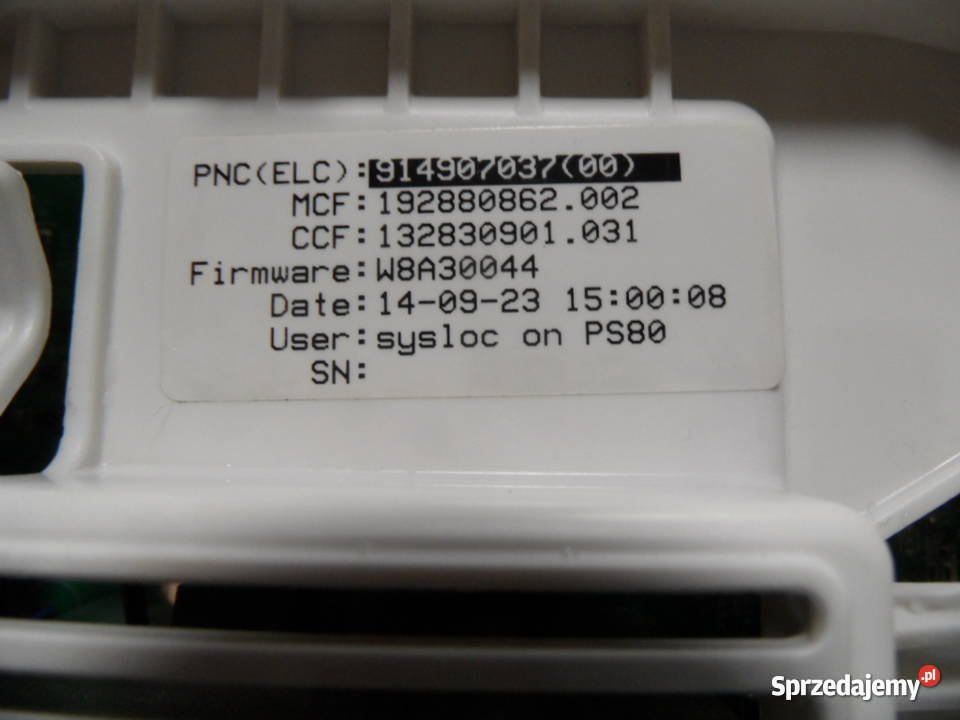 PNC(ELC):914907037(00)
MCF:192880862.002
CCF:132830901.031
Firmware:W8A30044
Date:14-09-23 15:00:08
User:sysloc on PS80
SN:
Sprzedajemy.pl